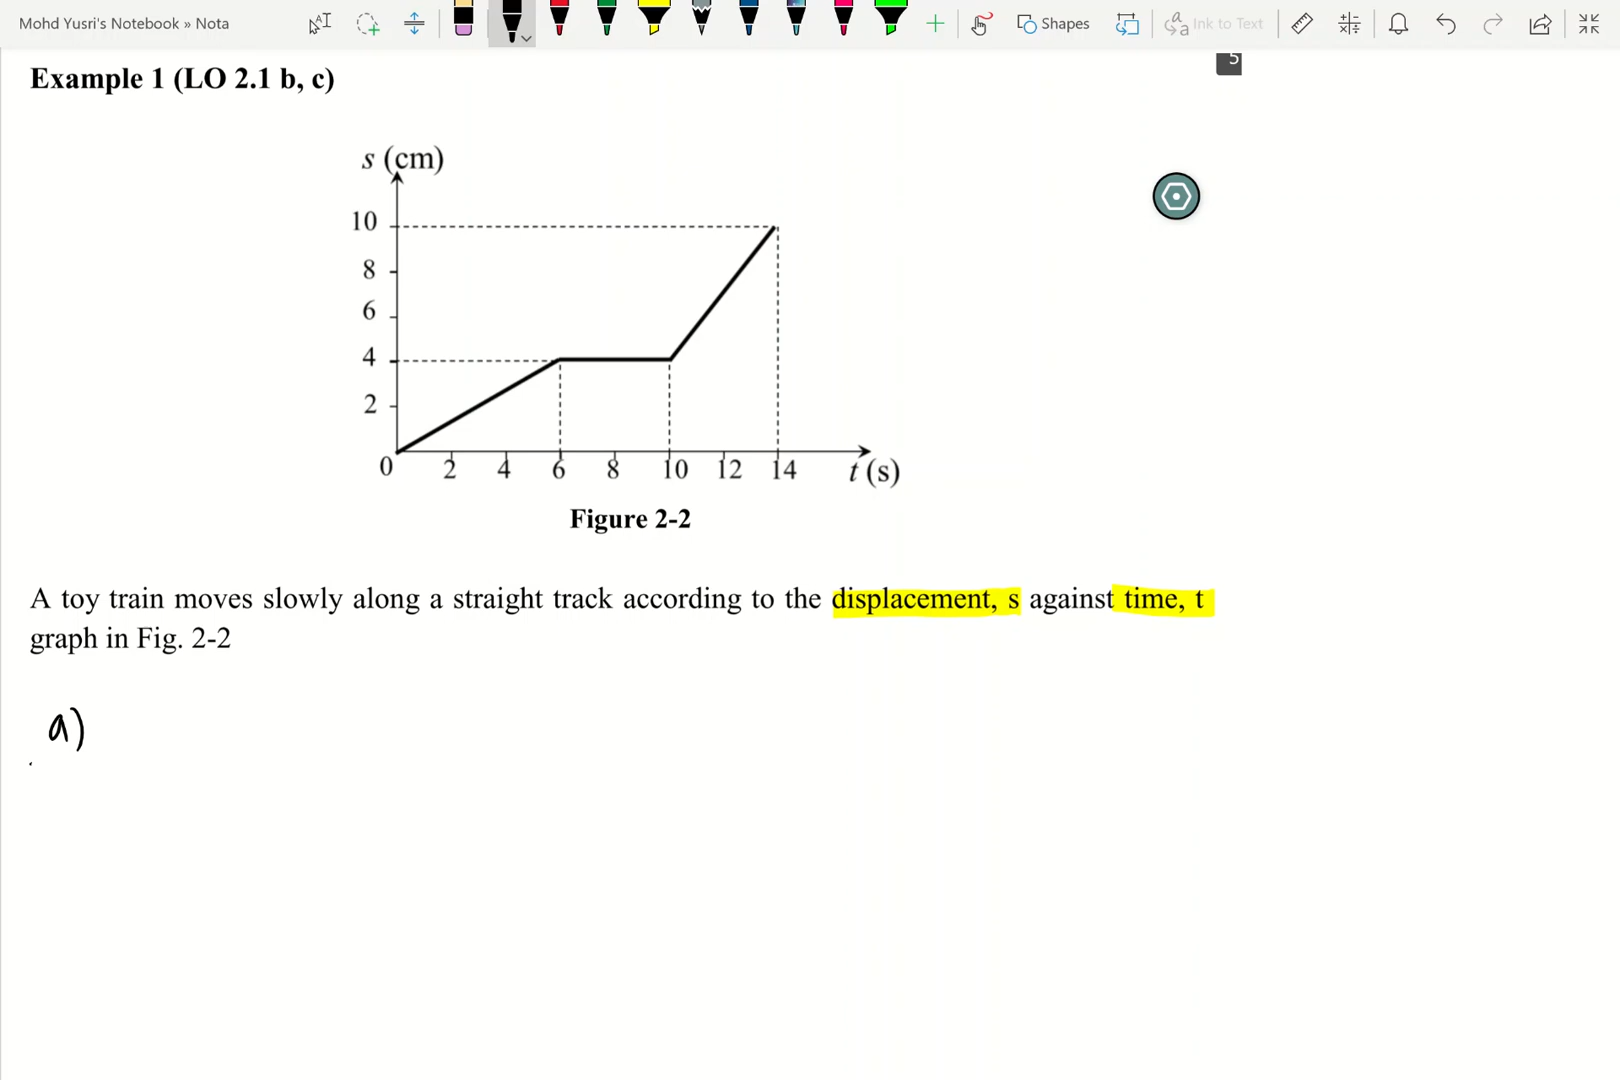 Mohd Yusri's Notebook » Nota
Shapes
Ink to Text
5
Example 1 (LO 2.1 b, c)
s (cm)
10
8
6
4
2
0 2 4 6 8 10 12 14 t (s)
Figure 2-2
A toy train moves slowly along a straight track according to the displacement, s against time, t
graph in Fig. 2-2
a)